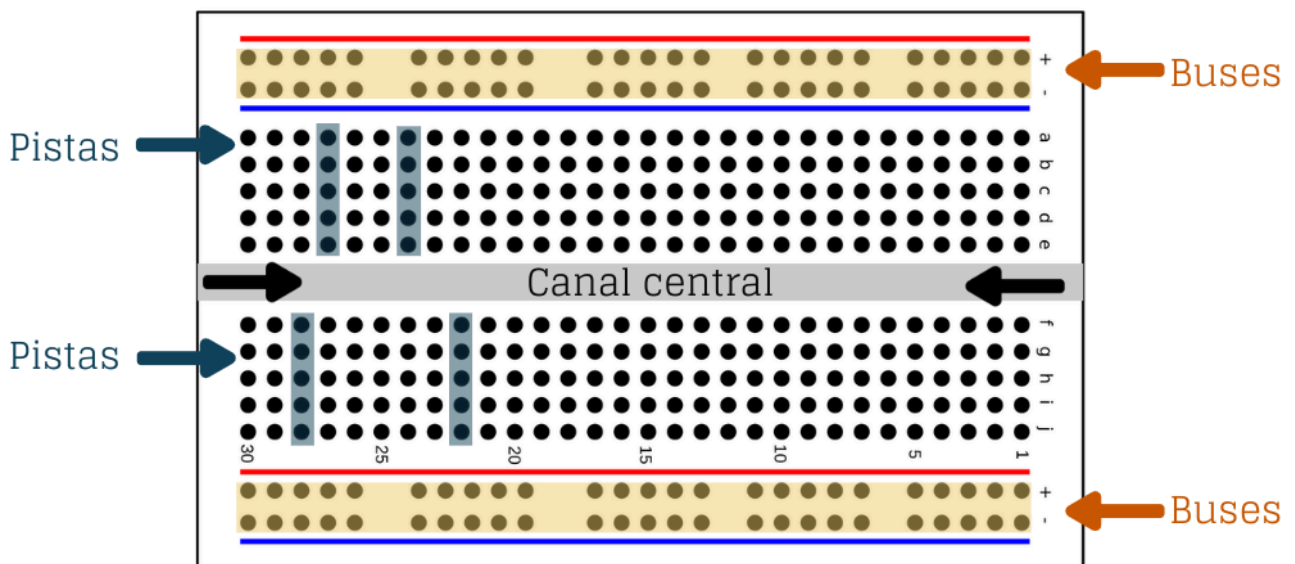 +
Buses
-
Pistas
a
b
c
d
e
Canal central
f
Pistas
g
h
i
j
30 25 20 15 10 5 1
+
Buses
-